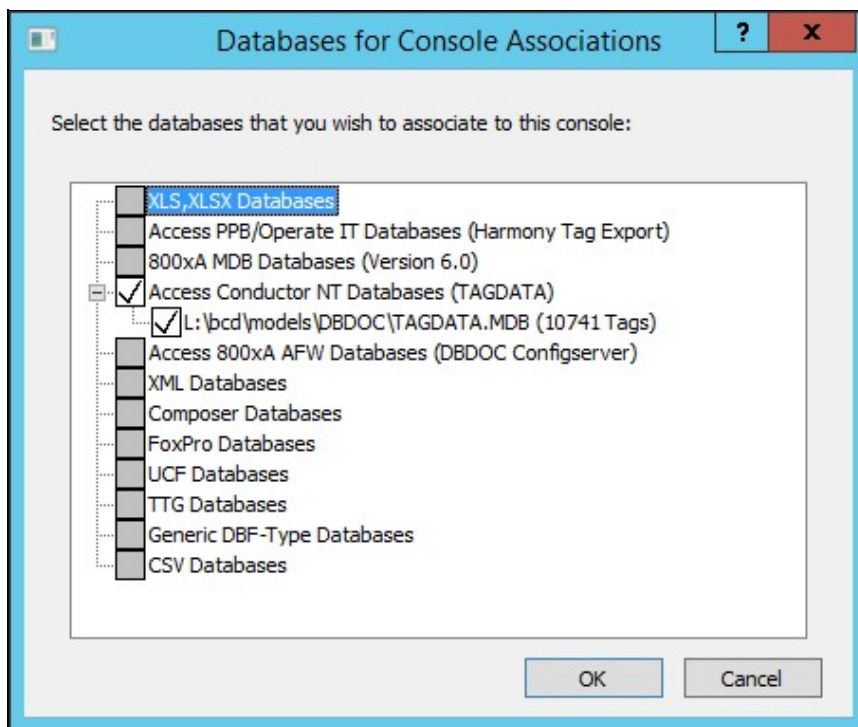 Databases for Console Associations
?
x
Select the databases that you wish to associate to this console:
XLS,XLSX Databases
Access PPB/Operate IT Databases (Harmony Tag Export)
800xA MDB Databases (Version 6.0)
Access Conductor NT Databases (TAGDATA)
L:\bcd\models\DBDOC\TAGDATA.MDB (10741 Tags)
Access 800xA AFW Databases (DBDOC Configserver)
XML Databases
Composer Databases
FoxPro Databases
UCF Databases
TTG Databases
Generic DBF-Type Databases
CSV Databases
OK
Cancel